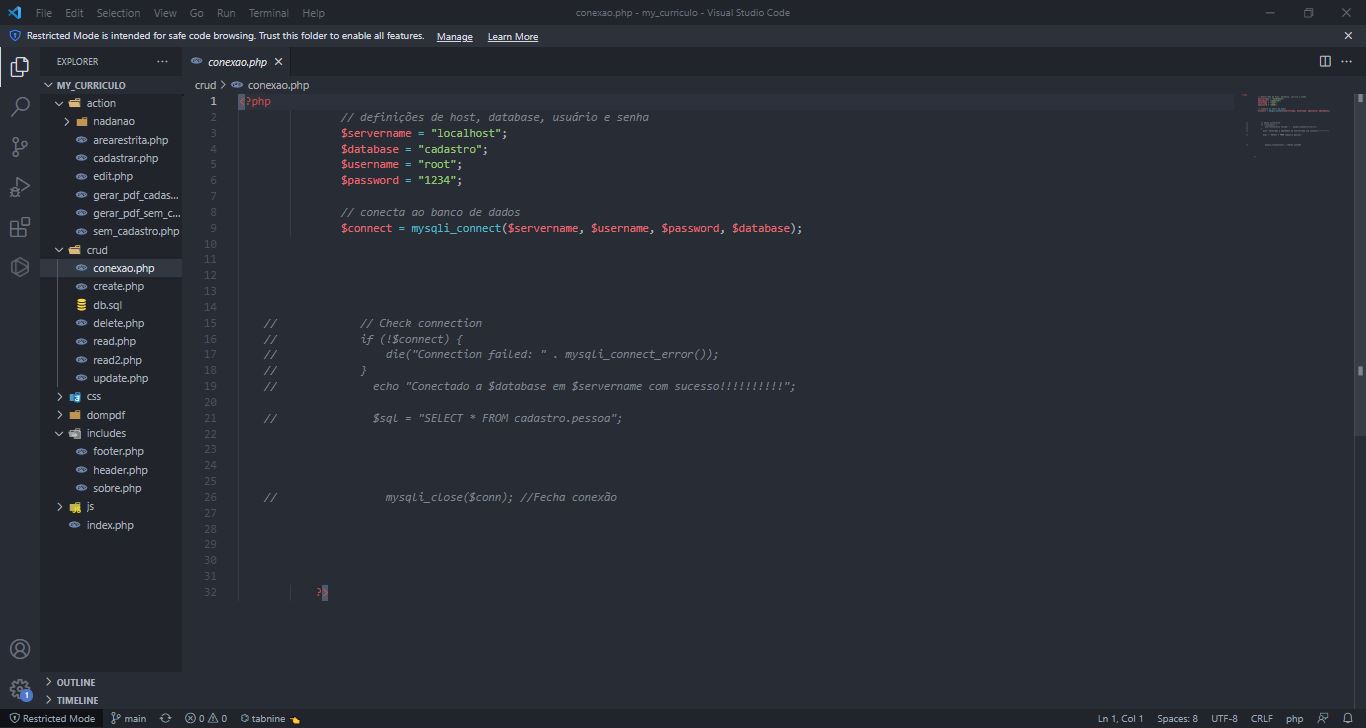 File Edit Selection View Go Run Terminal Help
conexao.php - my_curriculo - Visual Studio Code
Restricted Mode is intended for safe code browsing. Trust this folder to enable all features. Manage Learn More
EXPLORER
MY_CURRICULO
action
nadanao
arearestrita.php
cadastrar.php
edit.php
gerar_pdf_cadas...
gerar_pdf_sem_c...
sem_cadastro.php
crud
conexao.php
create.php
db.sql
delete.php
read.php
read2.php
update.php
css
dompdf
includes
footer.php
header.php
sobre.php
js
index.php
OUTLINE
TIMELINE
conexao.php
crud > conexao.php
1 <?php
2 // definições de host, database, usuário e senha
3 $servername = "localhost";
4 $database = "cadastro";
5 $username = "root";
6 $password = "1234";
7
8 // conecta ao banco de dados
9 $connect = mysqli_connect($servername, $username, $password, $database);
10
11
12
13
14
15 // // Check connection
16 // if (!$connect) {
17 // die("Connection failed: " . mysqli_connect_error());
18 // }
19 // echo "Conectado a $database em $servername com sucesso!!!!!!!!!!";
20
21 // $sql = "SELECT * FROM cadastro.pessoa";
22
23
24
25
26 // mysqli_close($conn); //Fecha conexão
27
28
29
30
31
32 ?>
1
Restricted Mode main 0 0 tabnine
Ln 1, Col 1 Spaces: 8 UTF-8 CRLF php